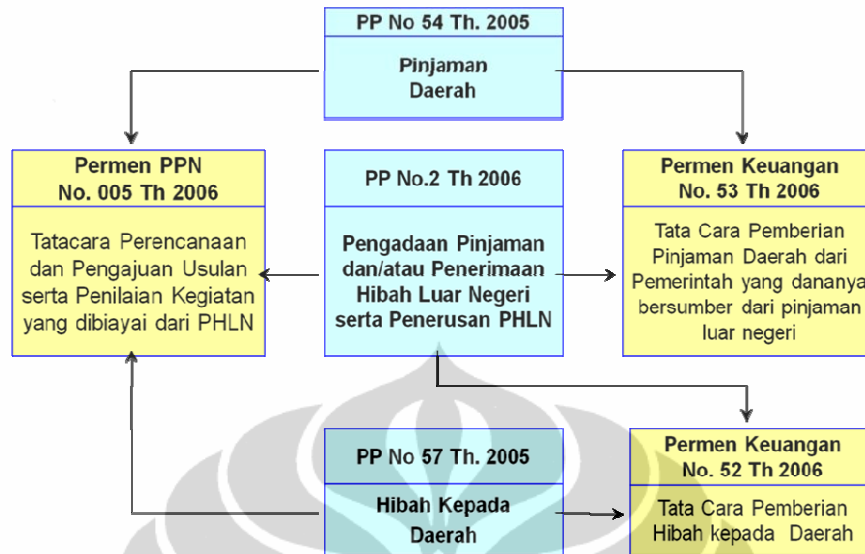 PP No 54 Th. 2005
Pinjaman
Daerah
Permen PPN
No. 005 Th 2006
Tatacara Perencanaan
dan Pengajuan Usulan
serta Penilaian Kegiatan
yang dibiayai dari PHLN
PP No.2 Th 2006
Pengadaan Pinjaman
dan/atau Penerimaan
Hibah Luar Negeri
serta Penerusan PHLN
Permen Keuangan
No. 53 Th 2006
Tata Cara Pemberian
Pinjaman Daerah dari
Pemerintah yang dananya
bersumber dari pinjaman
luar negeri
PP No 57 Th. 2005
Hibah Kepada
Daerah
Permen Keuangan
No. 52 Th 2006
Tata Cara Pemberian
Hibah kepada Daerah